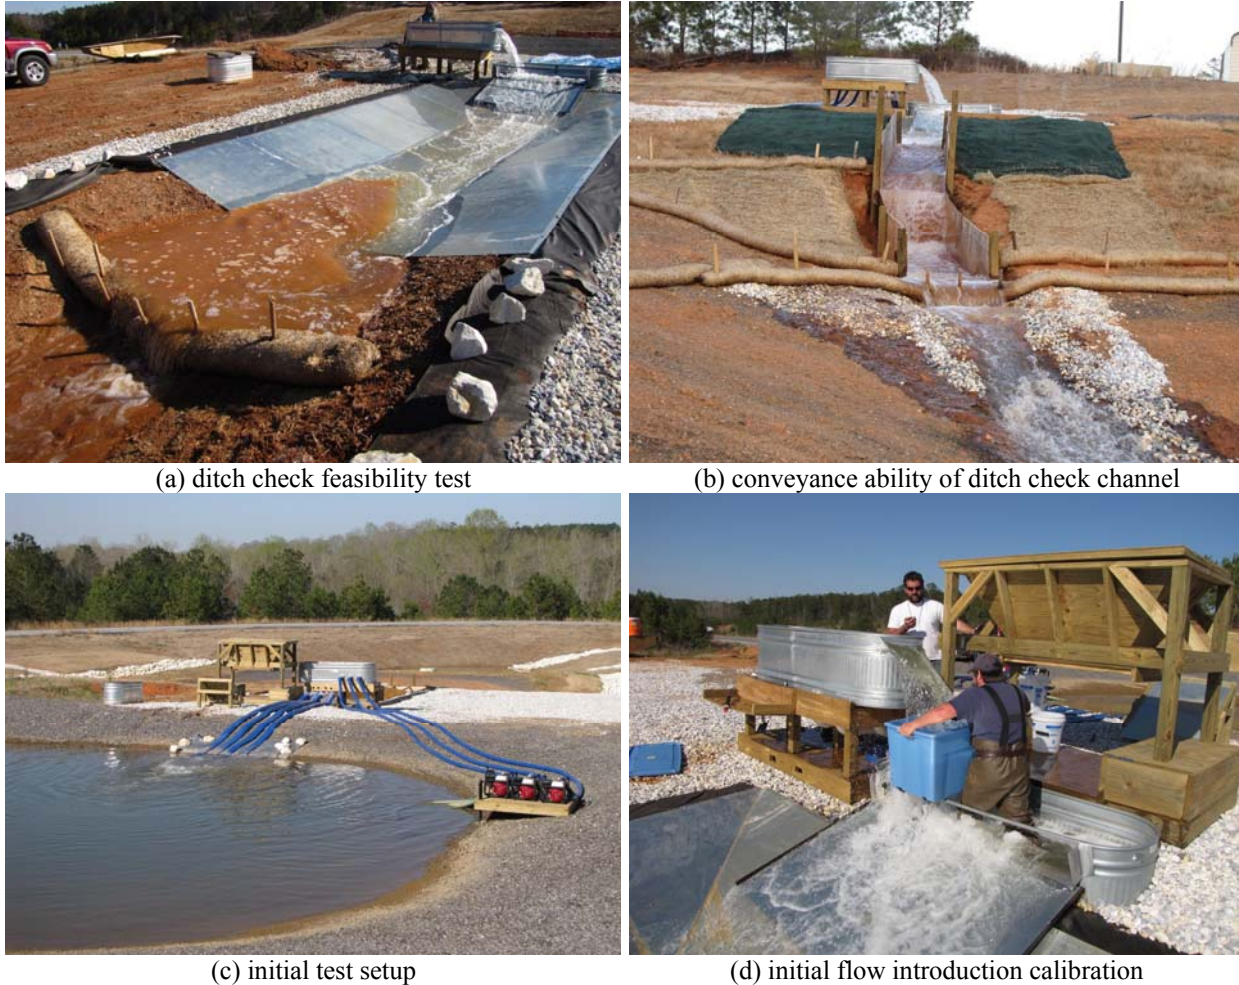 (a) ditch check feasibility test
(b) conveyance ability of ditch check channel
(c) initial test setup
(d) initial flow introduction calibration